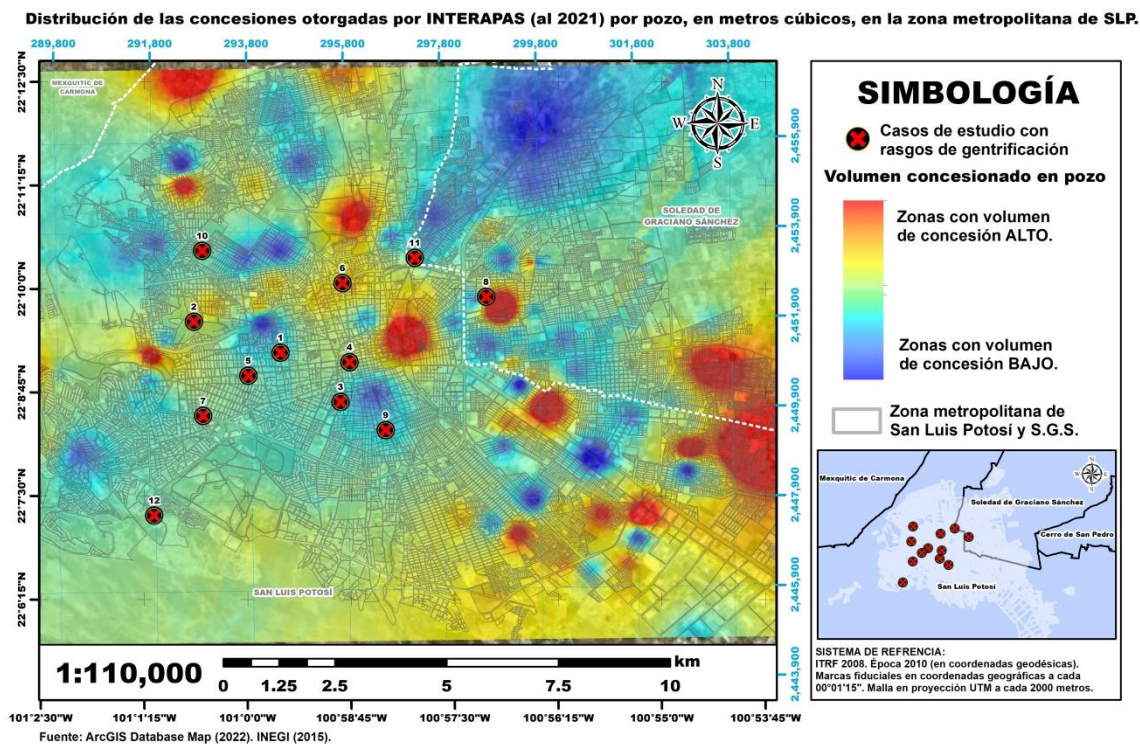 Distribución de las concesiones otorgadas por INTERAPAS (al 2021) por pozo, en metros cúbicos, en la zona metropolitana de SLP.
289,800 291,800 293,800 295,800 297,800 299,800 301,800 303,800
22°12'30"N
22°11'15"N
22°10'0"N
22°8'45"N
22°7'30"N
22°6'15"N
MEXQUITIC DE
CARMONA
N
W E
S
SOLEDAD DE
GRACIANO SÁNCHEZ
10
11
6
8
2
1
4
5
3
7
9
12
SAN LUIS POTOSÍ
2,455,900
2,453,900
2,451,900
2,449,900
2,447,900
2,445,900
2,443,900
1:110,000
km
0 1.25 2.5 5 7.5 10
101°2'30"W 101°1'15"W 101°0'0"W 100°58'45"W 100°57'30"W 100°56'15"W 100°55'0"W 100°53'45"W
Fuente: ArcGIS Database Map (2022). INEGI (2015).
SIMBOLOGÍA
Casos de estudio con
rasgos de gentrificación
Volumen concesionado en pozo
Zonas con volumen
de concesión ALTO.
Zonas con volumen
de concesión BAJO.
Zona metropolitana de
San Luis Potosí y S.G.S.
Mexquitic de Carmona
N
W E
S
Soledad de Graciano Sánchez
Cerro de San Pedro
San Luis Potosí
SISTEMA DE REFRENCIA:
ITRF 2008. Época 2010 (en coordenadas geodésicas).
Marcas fiduciales en coordenadas geográficas a cada
00°01'15". Malla en proyección UTM a cada 2000 metros.